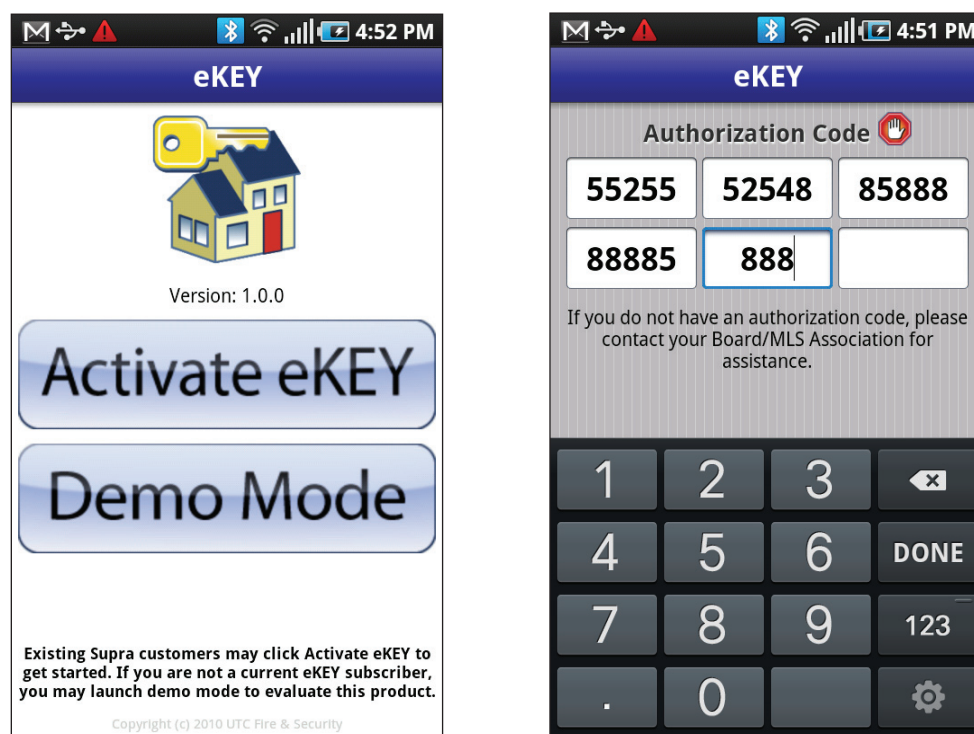 4:52 PM
eKEY
Version: 1.0.0
Activate eKEY
Demo Mode
Existing Supra customers may click Activate eKEY to
get started. If you are not a current eKEY subscriber,
you may launch demo mode to evaluate this product.
Copyright (c) 2010 UTC Fire & Security
4:51 PM
eKEY
Authorization Code
55255 52548 85888
88885 888
If you do not have an authorization code, please
contact your Board/MLS Association for
assistance.
1 2 3
4 5 6 DONE
7 8 9 123
. 0